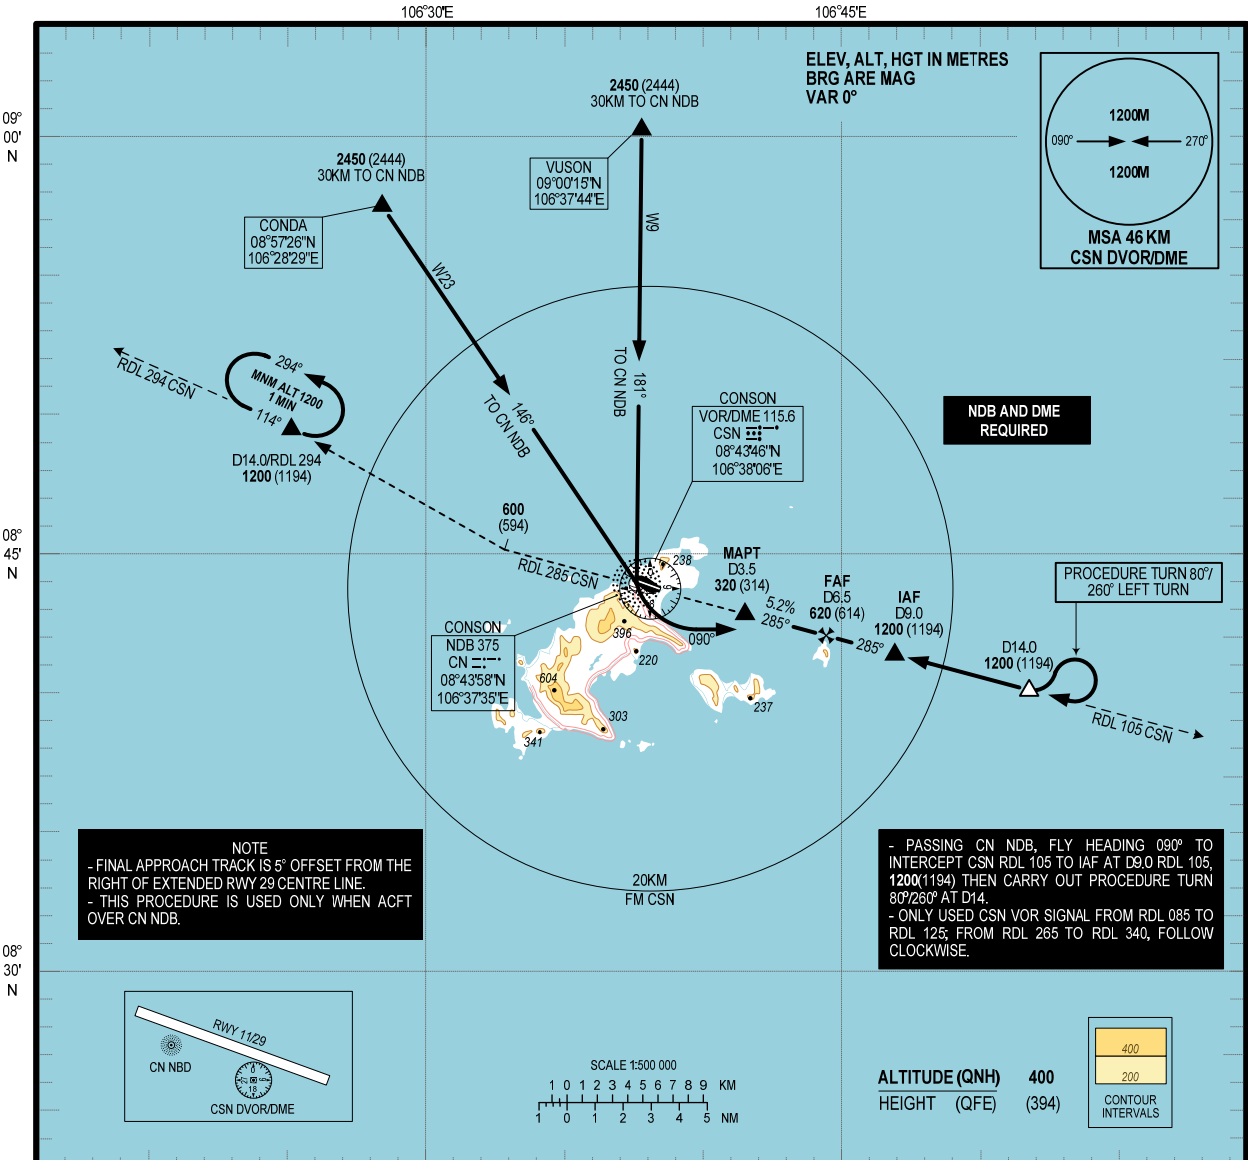 106°30'E
106°45'E
ELEV, ALT, HGT IN METRES
BRG ARE MAG
VAR 0°
1200M
090°
270°
1200M
MSA 46 KM
CSN DVOR/DME
09°
00'
N
2450 (2444)
30KM TO CN NDB
VUSON
09°00'15"N
106°37'44"E
W9
2450 (2444)
30KM TO CN NDB
CONDA
08°57'26"N
106°28'29"E
W23
TO CN NDB
181°
146°
TO CN NDB
RDL 294 CSN
294°
MNM ALT 1200
1 MIN
114°
D14.0/RDL 294
1200 (1194)
CONSON
VOR/DME 115.6
CSN
08°43'46"N
106°38'06"E
NDB AND DME
REQUIRED
08°
45'
N
600
(594)
RDL 285 CSN
238
MAPT
D3.5
320 (314)
5.2%
285°
FAF
D6.5
620 (614)
285°
IAF
D9.0
1200 (1194)
D14.0
1200 (1194)
PROCEDURE TURN 80°/
260° LEFT TURN
RDL 105 CSN
090°
CONSON
NDB 375
CN
08°43'58"N
106°37'35"E
396
220
604
303
341
237
20KM
FM CSN
NOTE
- FINAL APPROACH TRACK IS 5° OFFSET FROM THE
RIGHT OF EXTENDED RWY 29 CENTRE LINE.
- THIS PROCEDURE IS USED ONLY WHEN ACFT
OVER CN NDB.
- PASSING CN NDB, FLY HEADING 090° TO
INTERCEPT CSN RDL 105 TO IAF AT D9.0 RDL 105,
1200(1194) THEN CARRY OUT PROCEDURE TURN
80°/260° AT D14.
- ONLY USED CSN VOR SIGNAL FROM RDL 085 TO
RDL 125; FROM RDL 265 TO RDL 340, FOLLOW
CLOCKWISE.
08°
30'
N
RWY 11/29
CN NBD
0
18
CSN DVOR/DME
SCALE 1:500 000
1 0 1 2 3 4 5 6 7 8 9 KM
1 0 1 2 3 4 5 NM
ALTITUDE (QNH) 400
HEIGHT (QFE) (394)
400
200
CONTOUR
INTERVALS